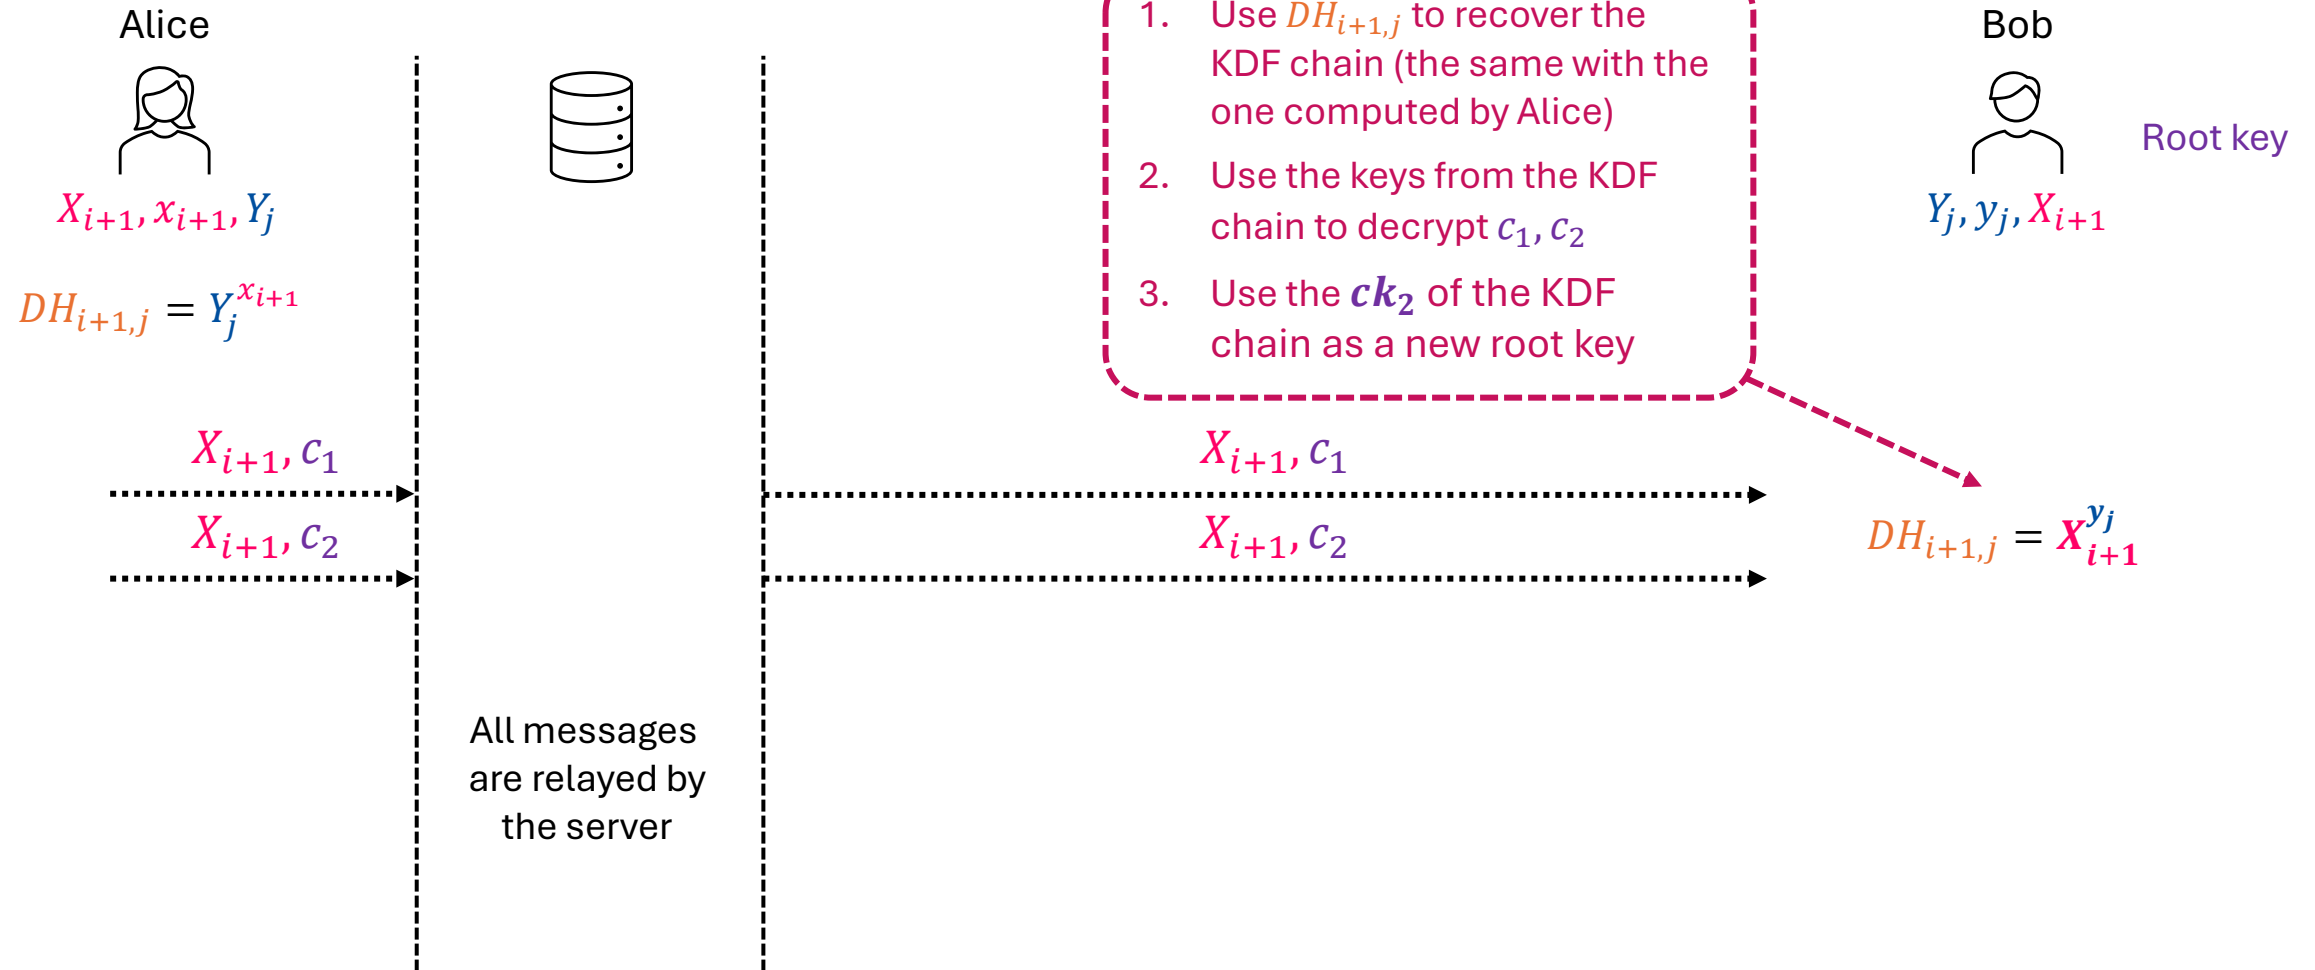 Alice
X_{i+1}, x_{i+1}, Y_j
DH_{i+1,j} = Y_j^{x_{i+1}}
X_{i+1}, c_1
X_{i+1}, c_2
All messages
are relayed by
the server
1. Use DH_{i+1,j} to recover the
KDF chain (the same with the
one computed by Alice)
2. Use the keys from the KDF
chain to decrypt c_1, c_2
3. Use the ck_2 of the KDF
chain as a new root key
X_{i+1}, c_1
X_{i+1}, c_2
Bob
Root key
Y_j, y_j, X_{i+1}
DH_{i+1,j} = X_{i+1}^{y_j}